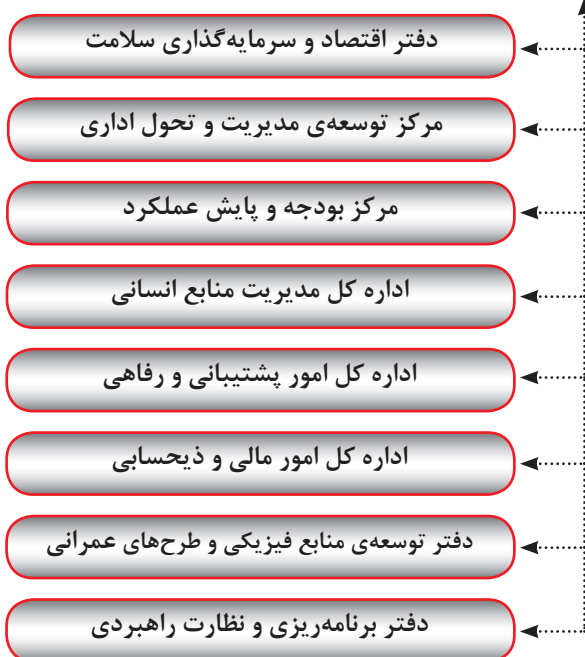 دفتر اقتصاد و سرمایه‌گذاری سلامت
مرکز توسعه‌ی مدیریت و تحول اداری
مرکز بودجه و پایش عملکرد
اداره کل مدیریت منابع انسانی
اداره کل امور پشتیبانی و رفاهی
اداره کل امور مالی و ذیحسابی
دفتر توسعه‌ی منابع فیزیکی و طرح‌های عمرانی
دفتر برنامه‌ریزی و نظارت راهبردی